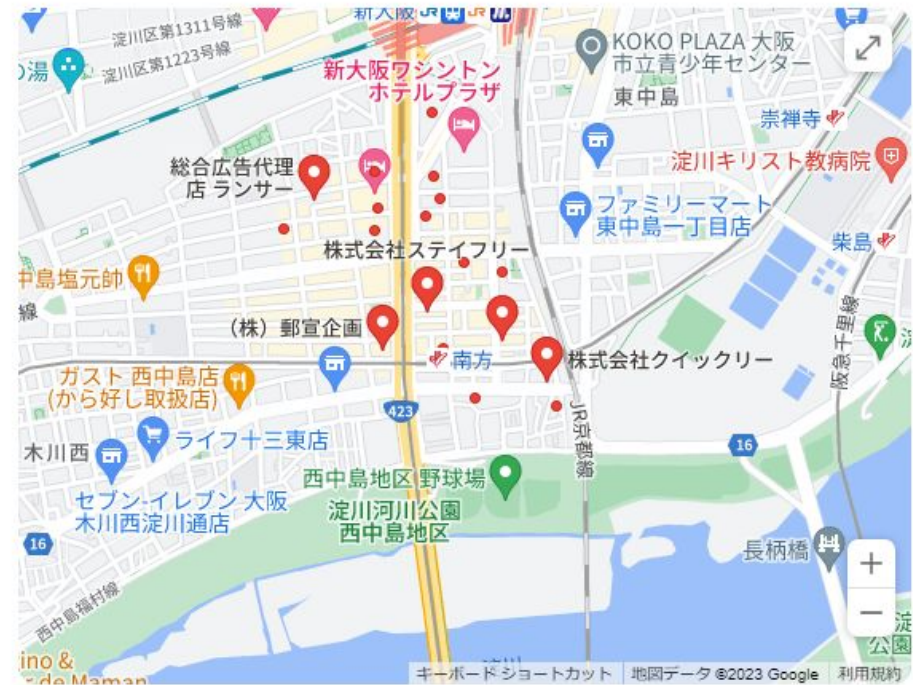 新大阪
淀川区第1311号線
淀川区第1223号線
の湯
KOKO PLAZA 大阪
市立青少年センター
新大阪ワシントン
ホテルプラザ
東中島
崇禅寺
淀川キリスト教病院
総合広告代理
店 ランサー
ファミリーマート
東中島一丁目店
柴島
株式会社ステイフリー
中島塩元帥
線
(株)郵宣企画
南方
株式会社クイックリー
阪急千里線
ガスト 西中島店
(から好し取扱店)
423
JR京都線
木川西
ライフ十三東店
16
セブン-イレブン 大阪
木川西淀川通店
西中島地区 野球場
淀川河川公園
西中島地区
16
長柄橋
西中島福村線
淀
公園
ino &
de Maman
キーボード ショートカット
地図データ ©2023 Google
利用規約